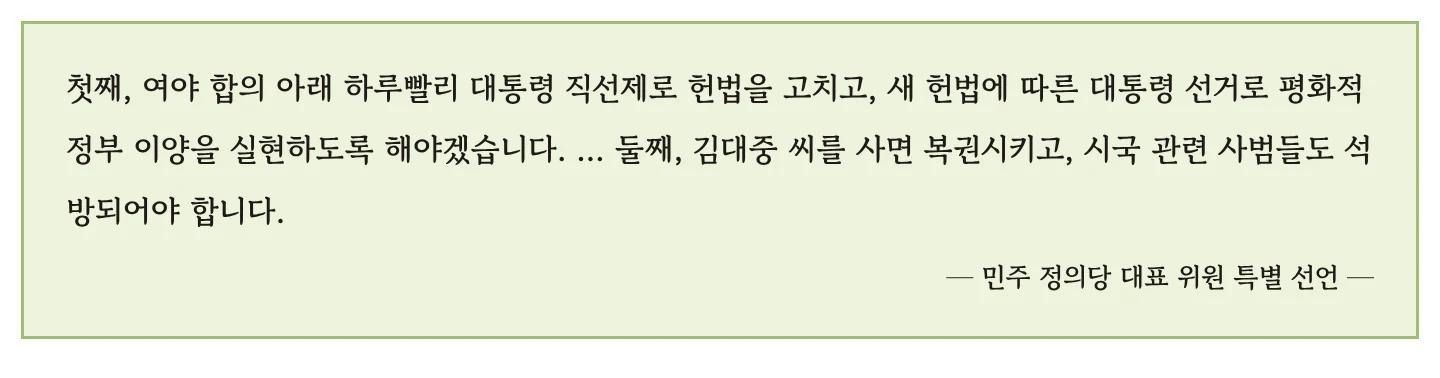 첫째, 여야 합의 아래 하루빨리 대통령 직선제로 헌법을 고치고, 새 헌법에 따른 대통령 선거로 평화적
정부 이양을 실현하도록 해야겠습니다. … 둘째, 김대중 씨를 사면 복권시키고, 시국 관련 사범들도 석
방되어야 합니다.
— 민주 정의당 대표 위원 특별 선언 —